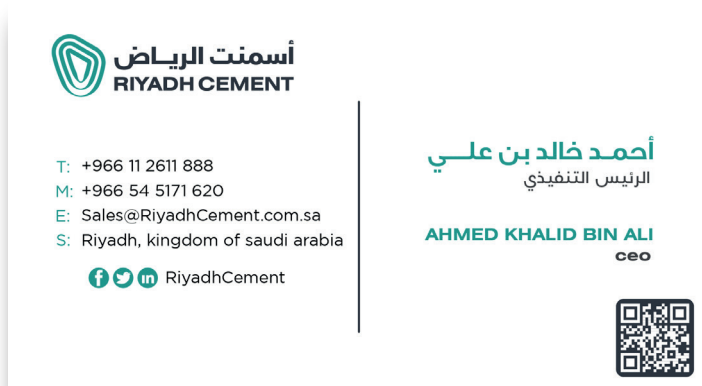 أسمنت الريـاض
RIYADH CEMENT
T: +966 11 2611 888
M: +966 54 5171 620
E: Sales@RiyadhCement.com.sa
S: Riyadh, kingdom of saudi arabia
RiyadhCement
أحمـد خالد بن علـــي
الرئيس التنفيذي
AHMED KHALID BIN ALI
ceo